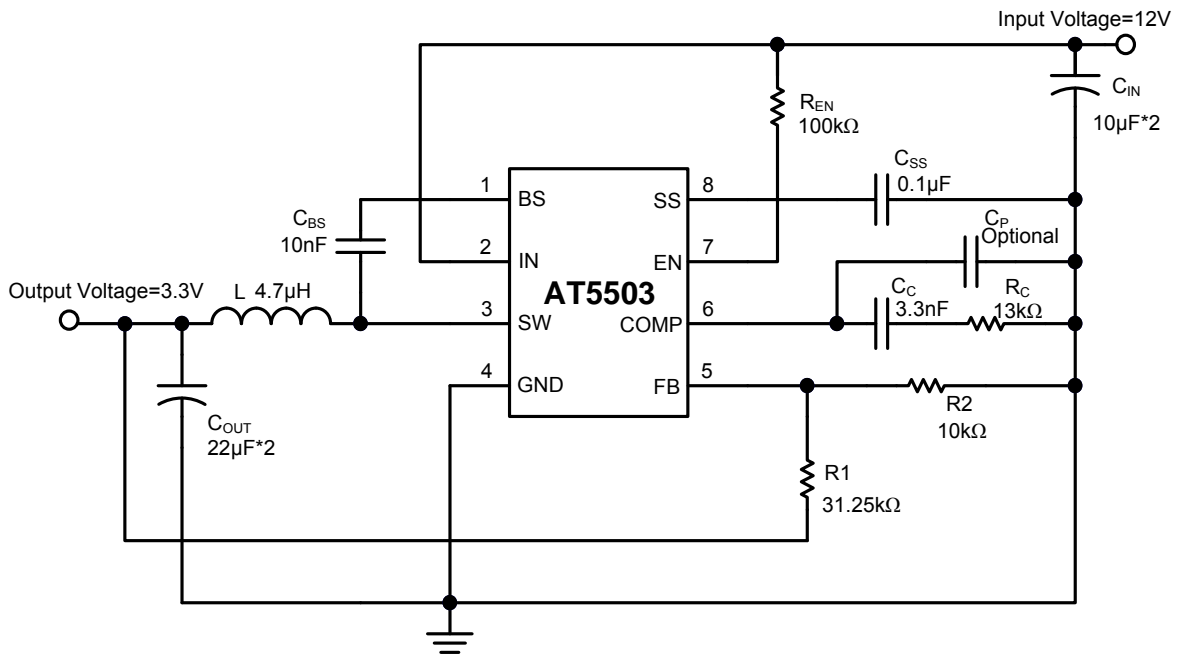 Input Voltage=12V
C_IN
10µF*2
R_EN
100kΩ
C_SS
0.1µF
C_P
Optional
1
BS
SS
8
C_BS
10nF
2
IN
EN
7
Output Voltage=3.3V
L 4.7µH
AT5503
C_C
3.3nF
R_C
13kΩ
3
SW
COMP
6
4
GND
FB
5
C_OUT
22µF*2
R2
10kΩ
R1
31.25kΩ